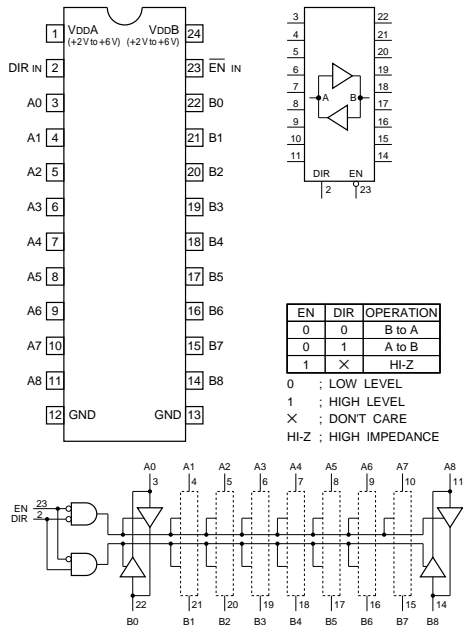 1 VDDA VDDB 24
(+2 V to +6 V) (+2 V to +6 V)
DIR IN 2 23 EN IN
A0 3 22 B0
A1 4 21 B1
A2 5 20 B2
A3 6 19 B3
A4 7 18 B4
A5 8 17 B5
A6 9 16 B6
A7 10 15 B7
A8 11 14 B8
12 GND GND 13
3 22
4 21
5 20
6 19
7 18
8 A B 17
9 16
10 15
11 14
DIR EN
2 23
EN DIR OPERATION
0 0 B to A
0 1 A to B
1 × HI-Z
0 ; LOW LEVEL
1 ; HIGH LEVEL
× ; DON'T CARE
HI-Z ; HIGH IMPEDANCE
A0 A1 A2 A3 A4 A5 A6 A7 A8
3 4 5 6 7 8 9 10 11
EN 23
DIR 2
22 21 20 19 18 17 16 15 14
B0 B1 B2 B3 B4 B5 B6 B7 B8